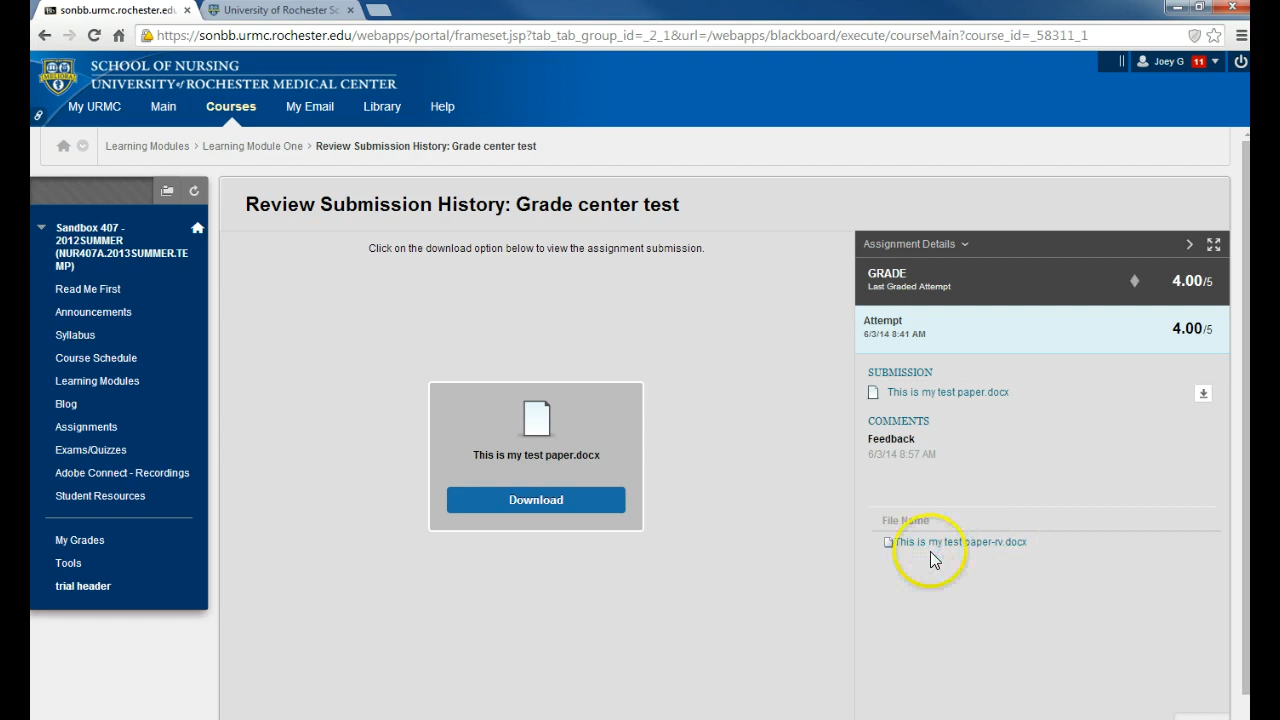 sonbb.urmc.rochester.edu/
University of Rochester Sc
https://sonbb.urmc.rochester.edu/webapps/portal/frameset.jsp?tab_tab_group_id=_2_1&url=/webapps/blackboard/execute/courseMain?course_id=_58311_1
SCHOOL OF NURSING
UNIVERSITY of ROCHESTER MEDICAL CENTER
Joey G 11
My URMC Main Courses My Email Library Help
Learning Modules > Learning Module One > Review Submission History: Grade center test
Sandbox 407 -
2012SUMMER
(NUR407A.2013SUMMER.TE
MP)
Read Me First
Announcements
Syllabus
Course Schedule
Learning Modules
Blog
Assignments
Exams/Quizzes
Adobe Connect - Recordings
Student Resources
My Grades
Tools
trial header
Review Submission History: Grade center test
Click on the download option below to view the assignment submission.
This is my test paper.docx
Download
Assignment Details
GRADE
Last Graded Attempt
4.00/5
Attempt
6/3/14 8:41 AM
4.00/5
SUBMISSION
This is my test paper.docx
COMMENTS
Feedback
6/3/14 8:57 AM
File Name
This is my test paper-rv.docx